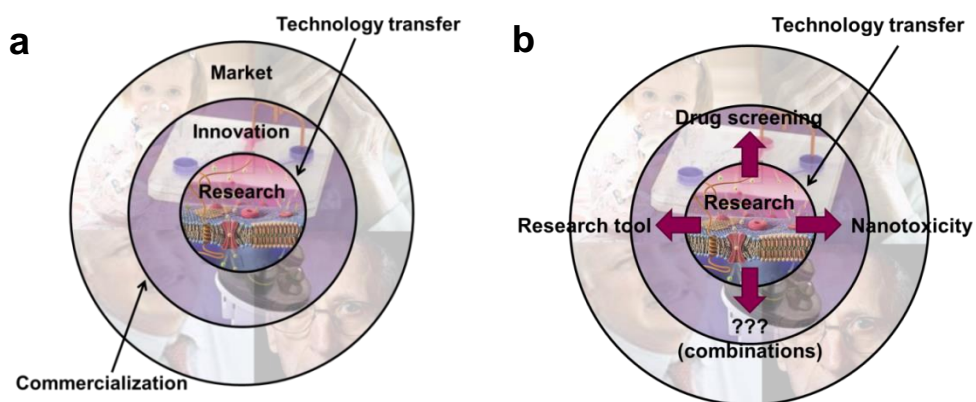 a
Technology transfer
Market
Innovation
Research
Commercialization
b
Technology transfer
Drug screening
Research
Research tool
Nanotoxicity
???
(combinations)